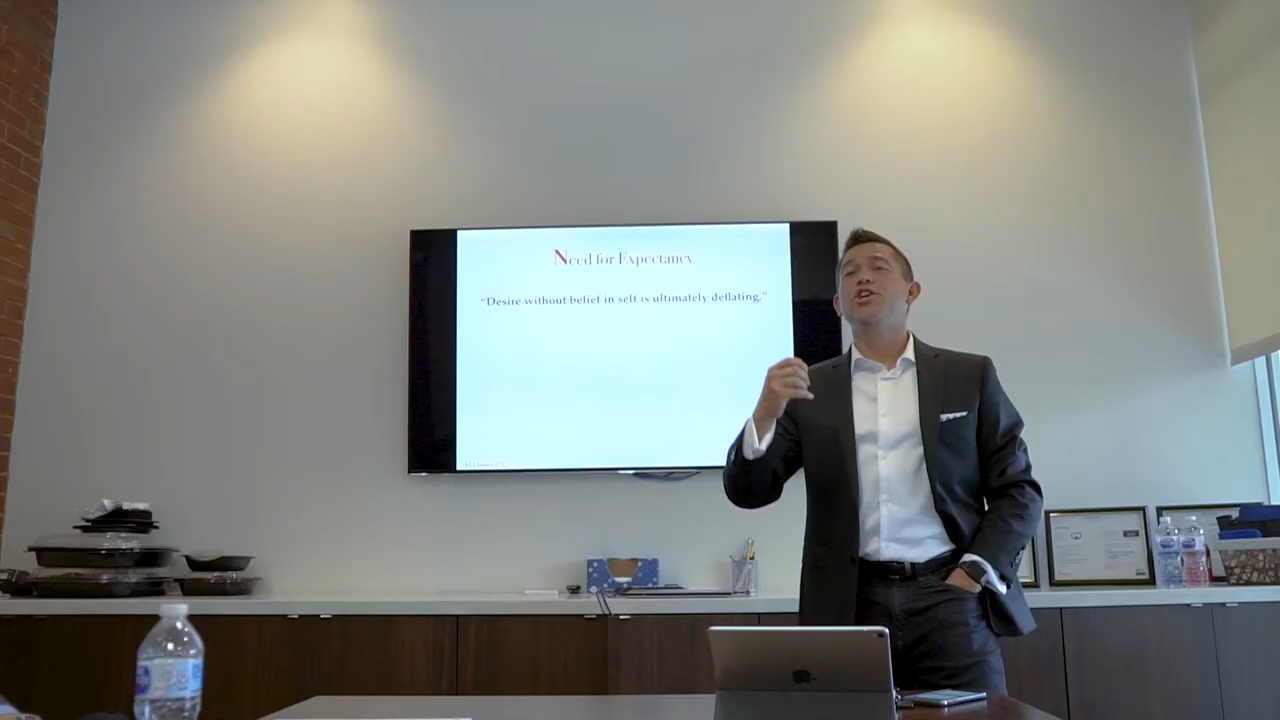 Need for Expectancy
“Desire without belief in self is ultimately deflating.”